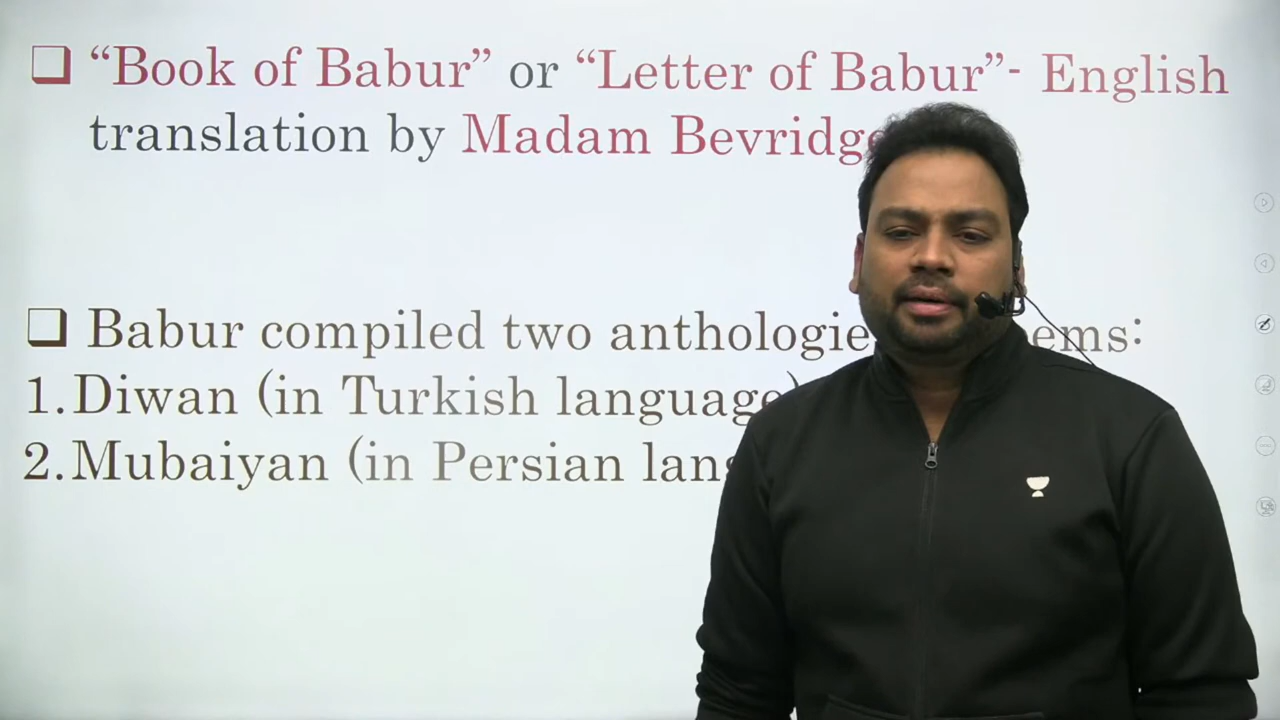 “Book of Babur” or “Letter of Babur”- English
translation by Madam Bevridge
Babur compiled two anthologie ems:
1. Diwan (in Turkish language)
2. Mubaiyan (in Persian lan